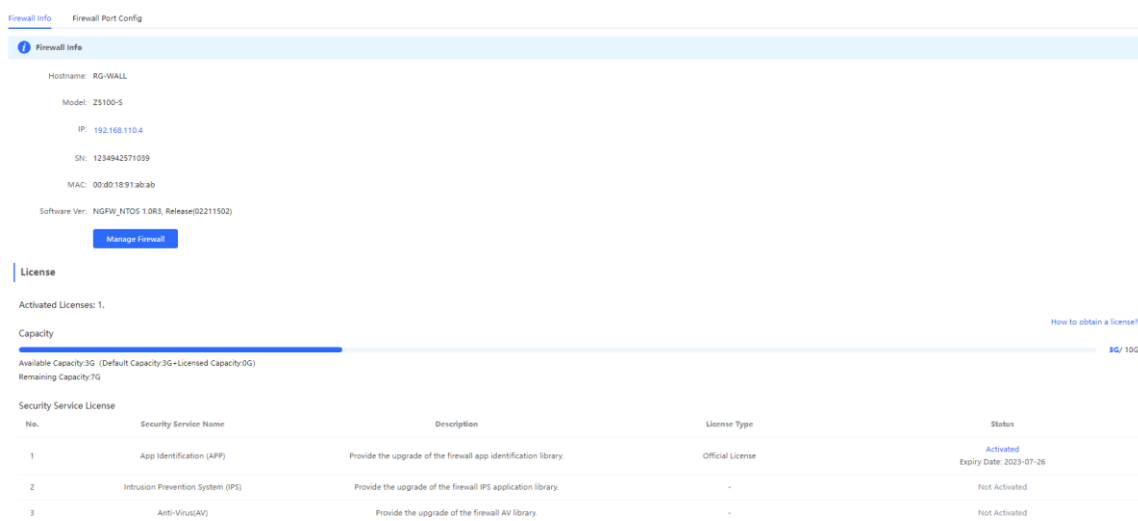 Firewall Info Firewall Port Config
Firewall Info
Hostname: RG-WALL
Model: Z5100-S
IP: 192.168.110.4
SN: 1234942571039
MAC: 00:d0:18:91:ab:ab
Software Ver: NGFW_NTOS 1.0R3, Release(02211502)
Manage Firewall
License
Activated Licenses: 1.
How to obtain a license?
Capacity
3G/ 10G
Available Capacity:3G (Default Capacity:3G+Licensed Capacity:0G)
Remaining Capacity:7G
Security Service License
No. Security Service Name Description License Type Status
1 App Identification (APP) Provide the upgrade of the firewall app identification library. Official License Activated
Expiry Date: 2023-07-26
2 Intrusion Prevention System (IPS) Provide the upgrade of the firewall IPS application library. - Not Activated
3 Anti-Virus(AV) Provide the upgrade of the firewall AV library. - Not Activated